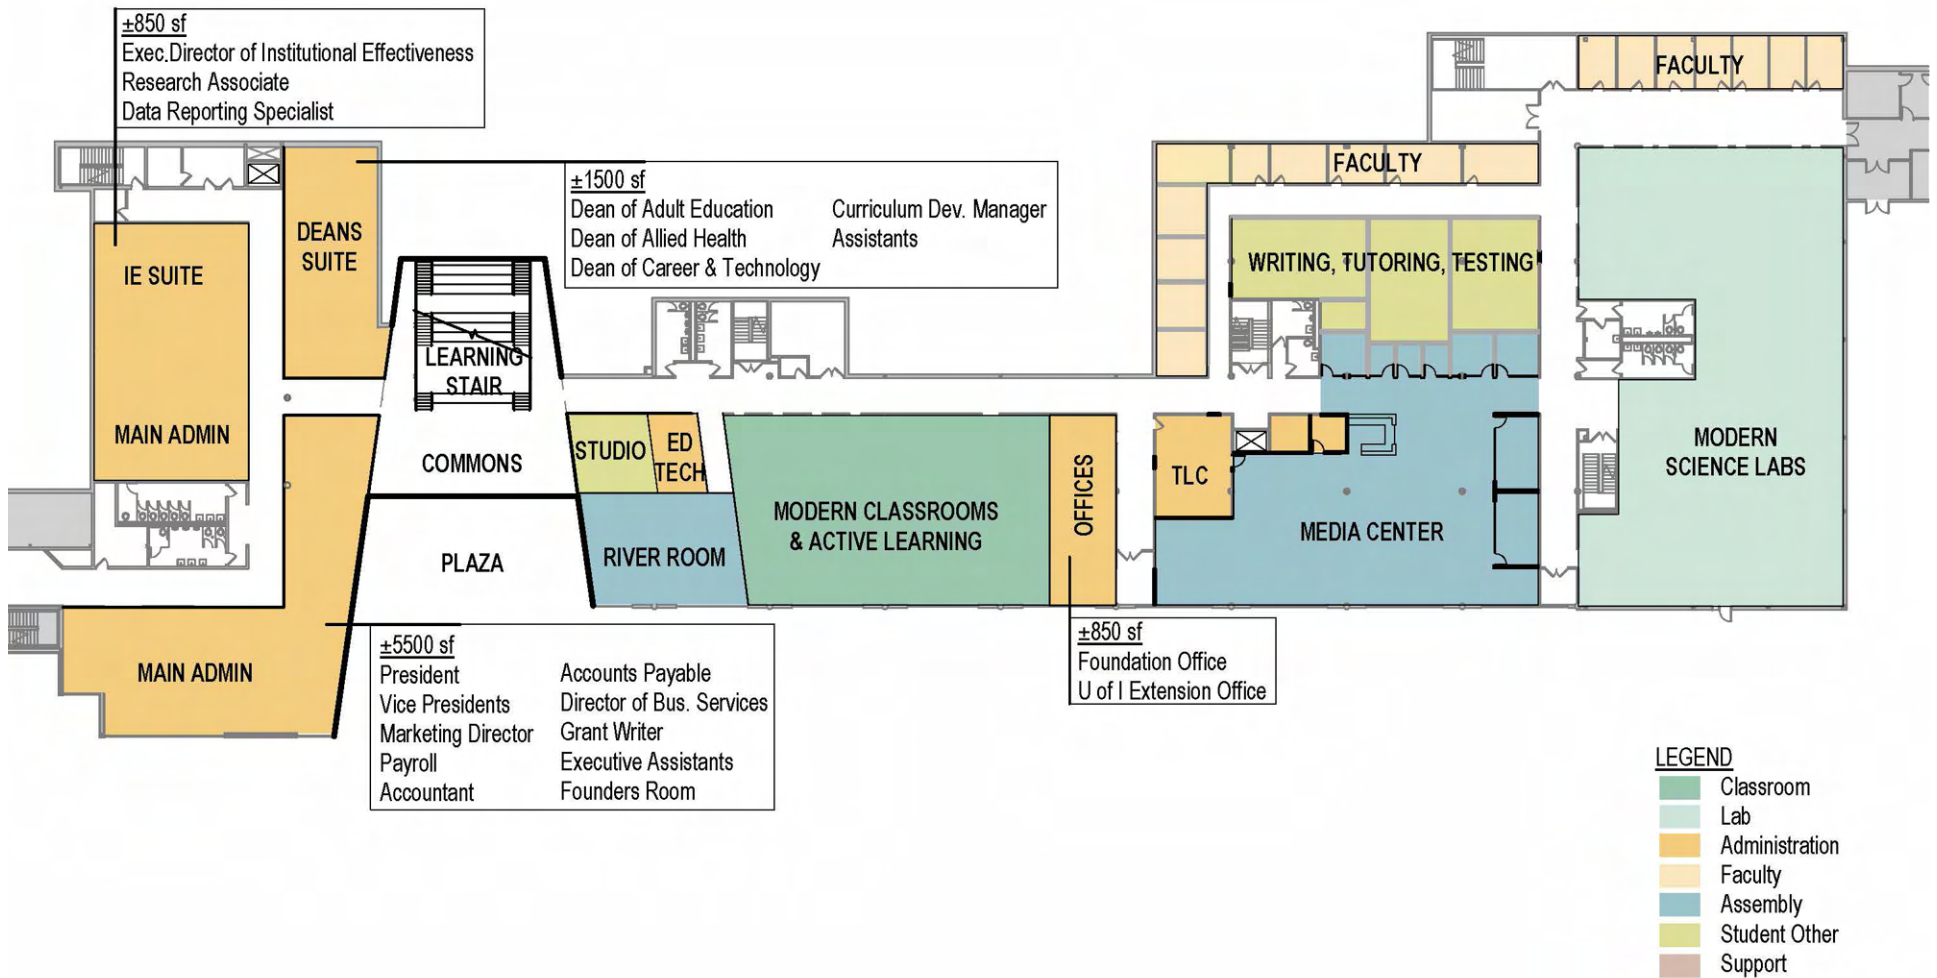 ±850 sf
Exec.Director of Institutional Effectiveness
Research Associate
Data Reporting Specialist
FACULTY
±1500 sf
Dean of Adult Education
Dean of Allied Health
Dean of Career & Technology
Curriculum Dev. Manager
Assistants
FACULTY
DEANS
SUITE
IE SUITE
MAIN ADMIN
LEARNING
STAIR
COMMONS
PLAZA
STUDIO
ED
TECH
RIVER ROOM
MODERN CLASSROOMS
& ACTIVE LEARNING
OFFICES
TLC
WRITING, TUTORING, TESTING
MEDIA CENTER
MODERN
SCIENCE LABS
MAIN ADMIN
±5500 sf
President
Vice Presidents
Marketing Director
Payroll
Accountant
Accounts Payable
Director of Bus. Services
Grant Writer
Executive Assistants
Founders Room
±850 sf
Foundation Office
U of I Extension Office
LEGEND
Classroom
Lab
Administration
Faculty
Assembly
Student Other
Support